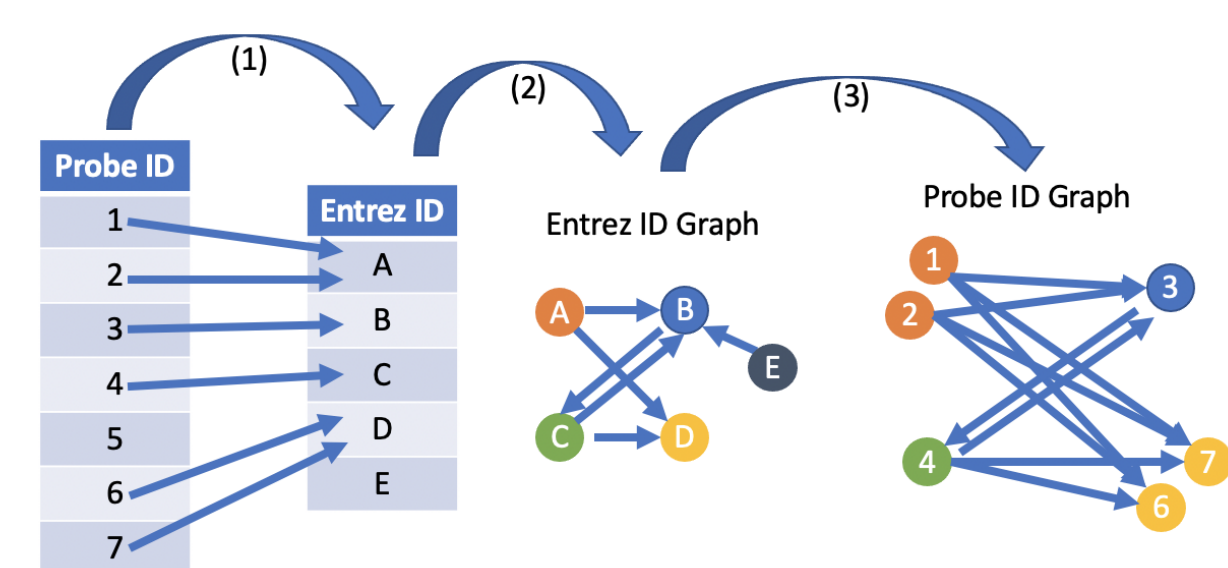 (1)
(2)
(3)
Probe ID
1
2
3
4
5
6
7
Entrez ID
A
B
C
D
E
Entrez ID Graph
A
B
E
C
D
Probe ID Graph
1
3
2
4
7
6